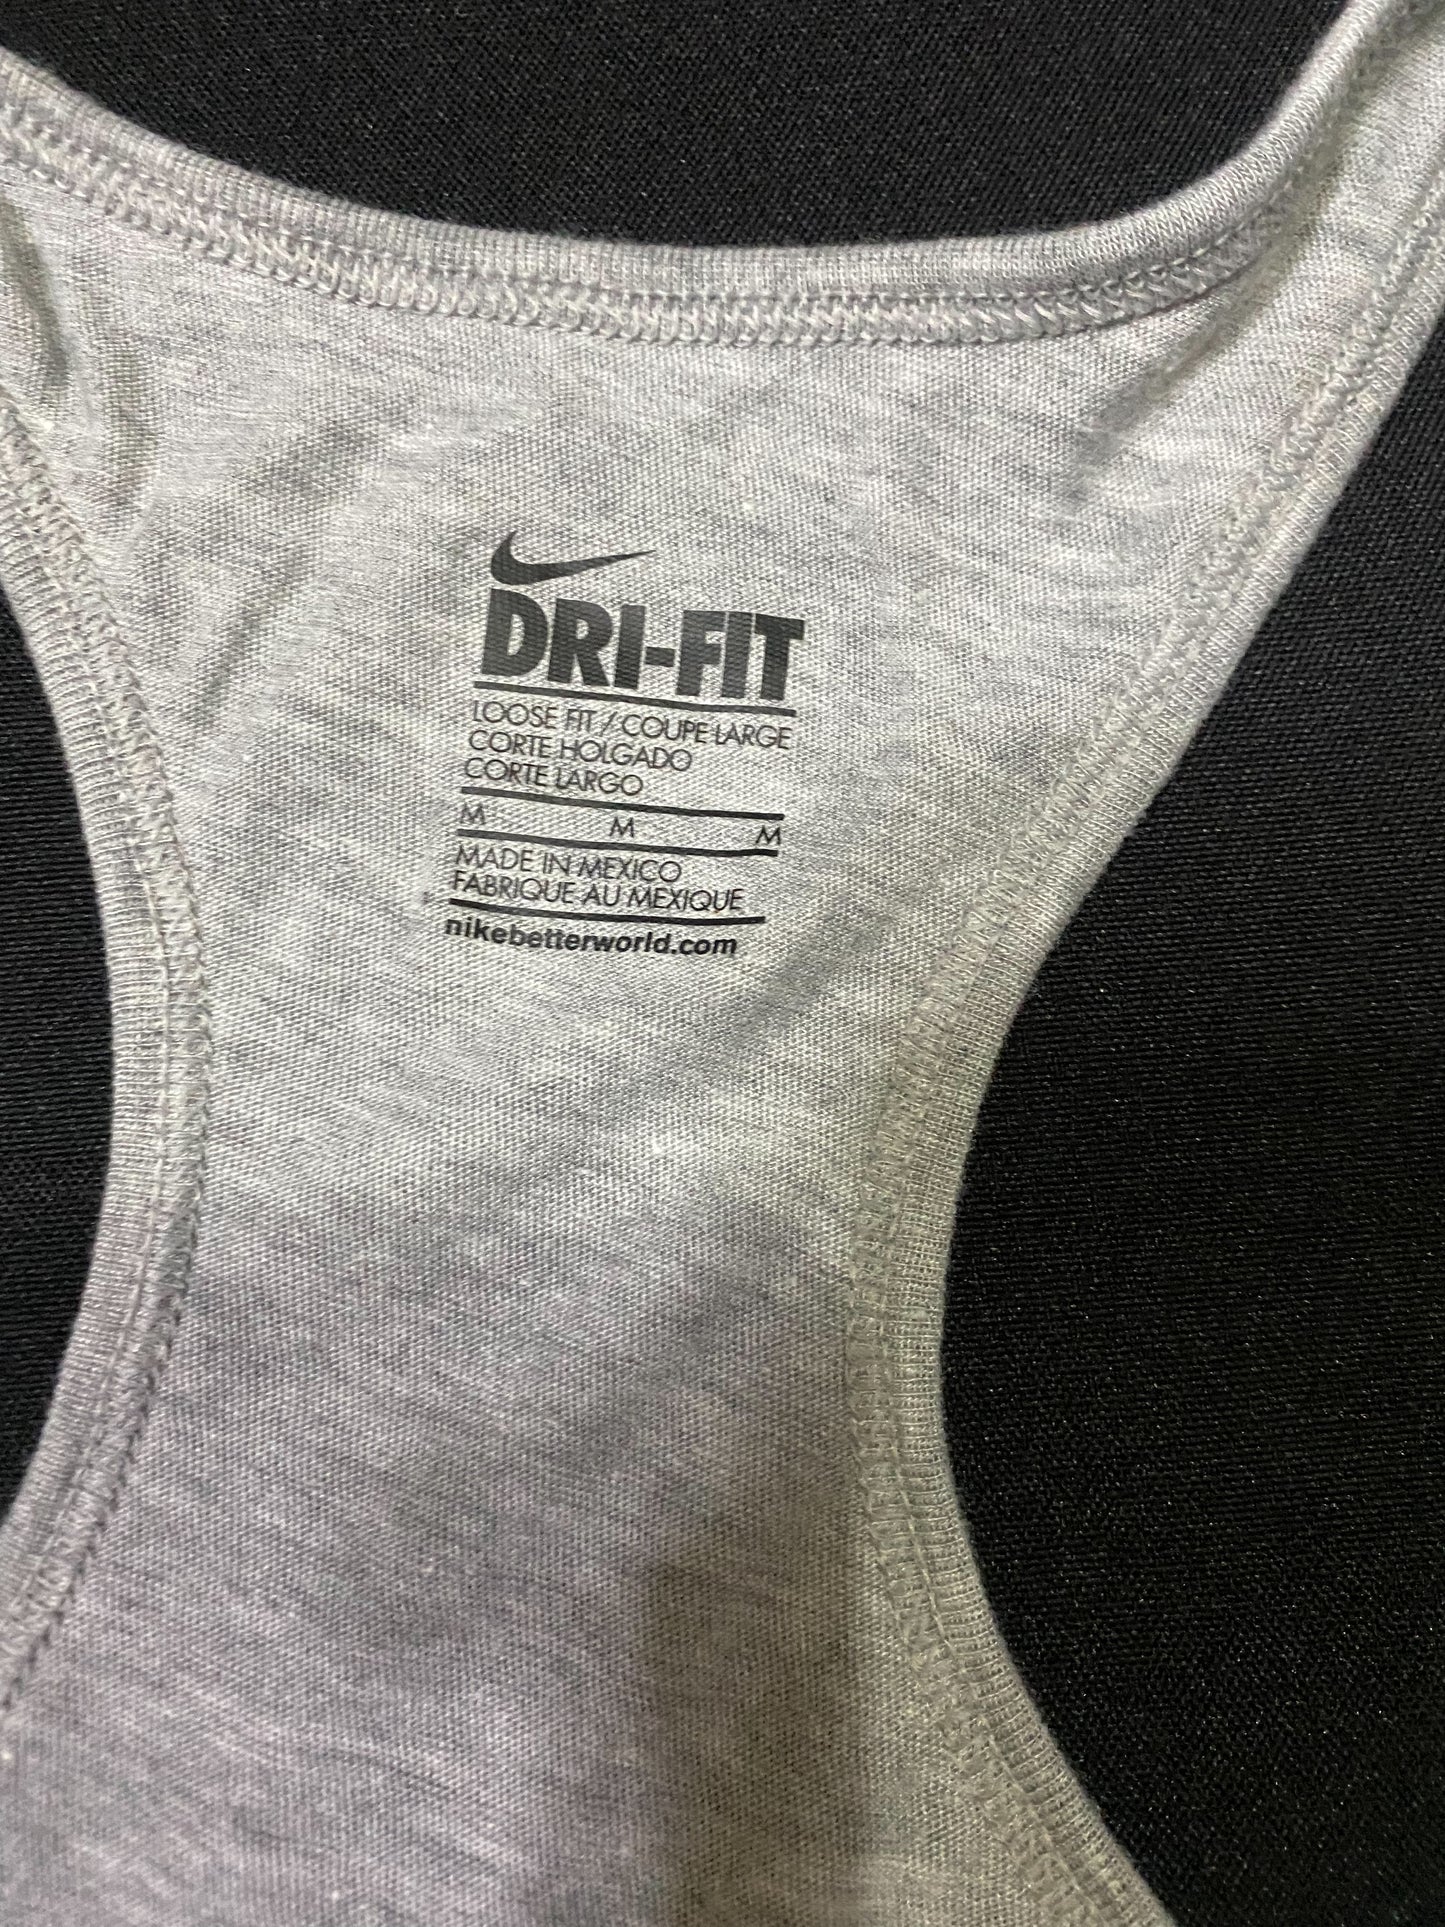 DRI-FIT
LOOSE FIT / COUPE LARGE
CORTE HOLGADO
CORTE LARGO
M M M
MADE IN MEXICO
FABRIQUE AU MEXIQUE
nikebetterworld.com